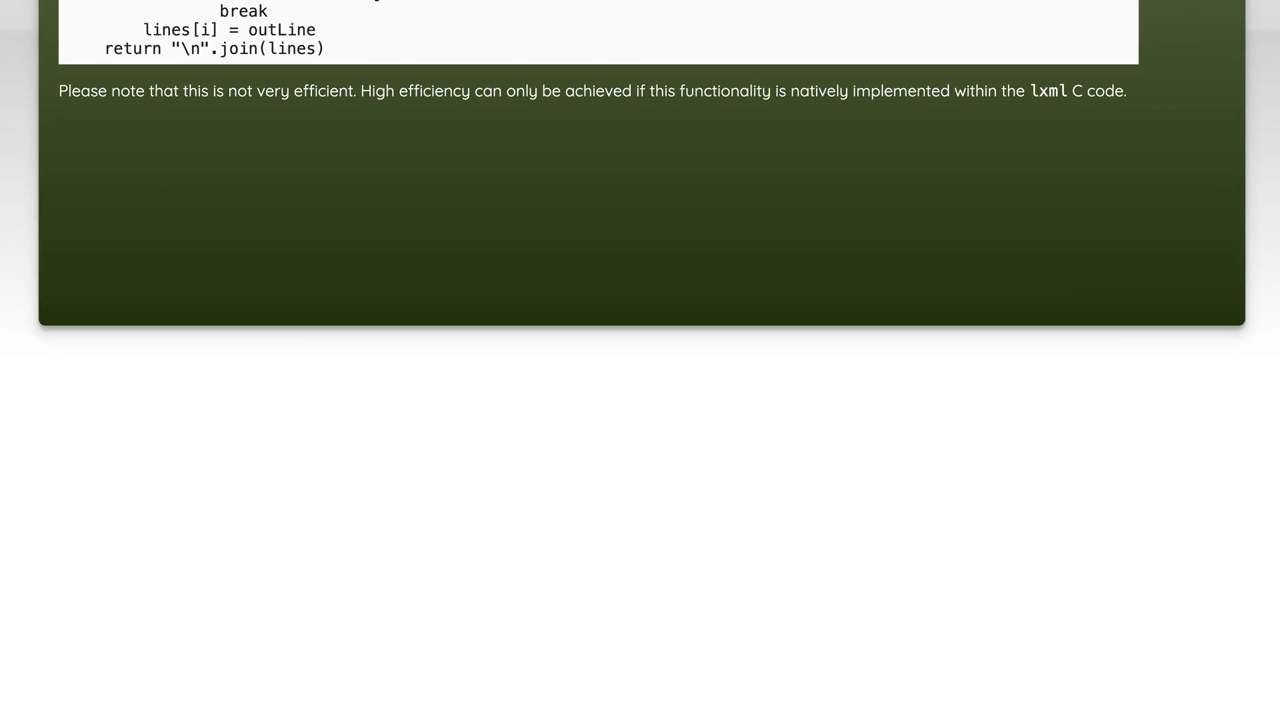 break
lines[i] = outLine
return "\n".join(lines)
Please note that this is not very efficient. High efficiency can only be achieved if this functionality is natively implemented within the lxml C code.